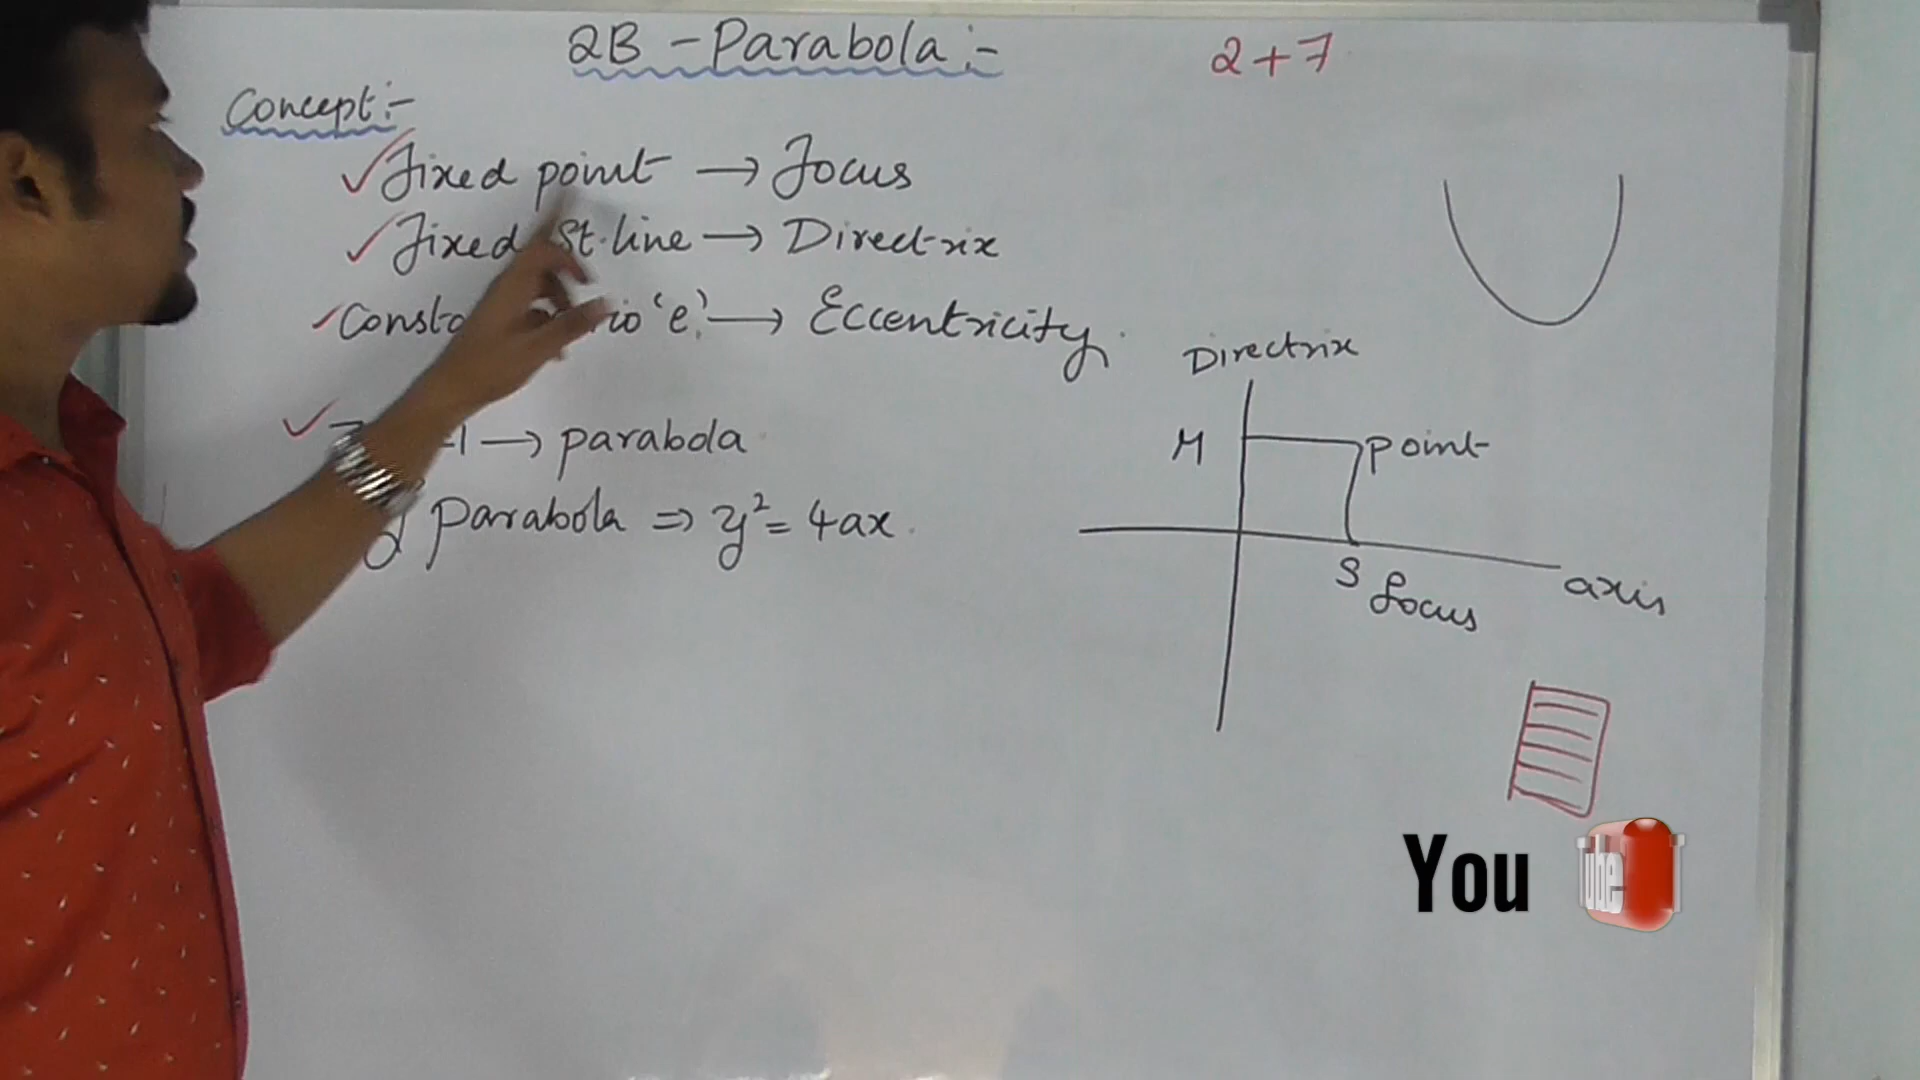 2B - Parabola :-
2+7
Concept :-
Fixed point → Focus
Fixed St. line → Directrix
'e' → Eccentricity
→ parabola
parabola ⇒ y² = 4ax
Directrix
M
point
S
focus
axis
You
Tube